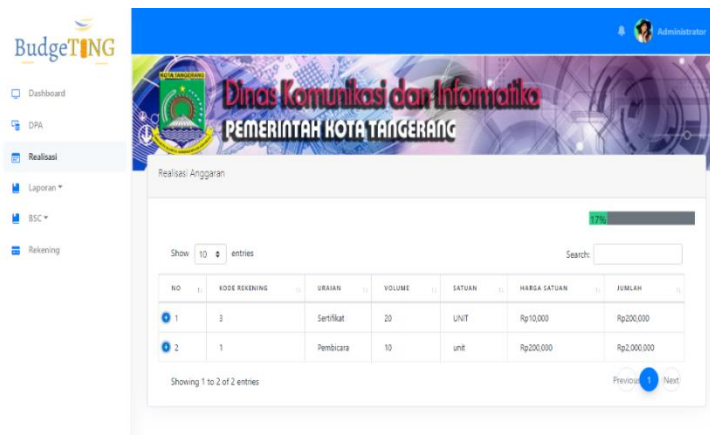 BudgeTING
Administrator
Dashboard
DPA
Realisasi
Laporan
BSC
Rekening
KOTA TANGERANG
Dinas Komunikasi dan Informatika
PEMERINTAH KOTA TANGERANG
Realisasi Anggaran
17%
Show 10 entries
Search:
NO KODE REKENING URAIAN VOLUME SATUAN HARGA SATUAN JUMLAH
1 3 Sertifikat 20 UNIT Rp10,000 Rp200,000
2 1 Pembicara 10 unit Rp200,000 Rp2,000,000
Showing 1 to 2 of 2 entries
Previous 1 Next